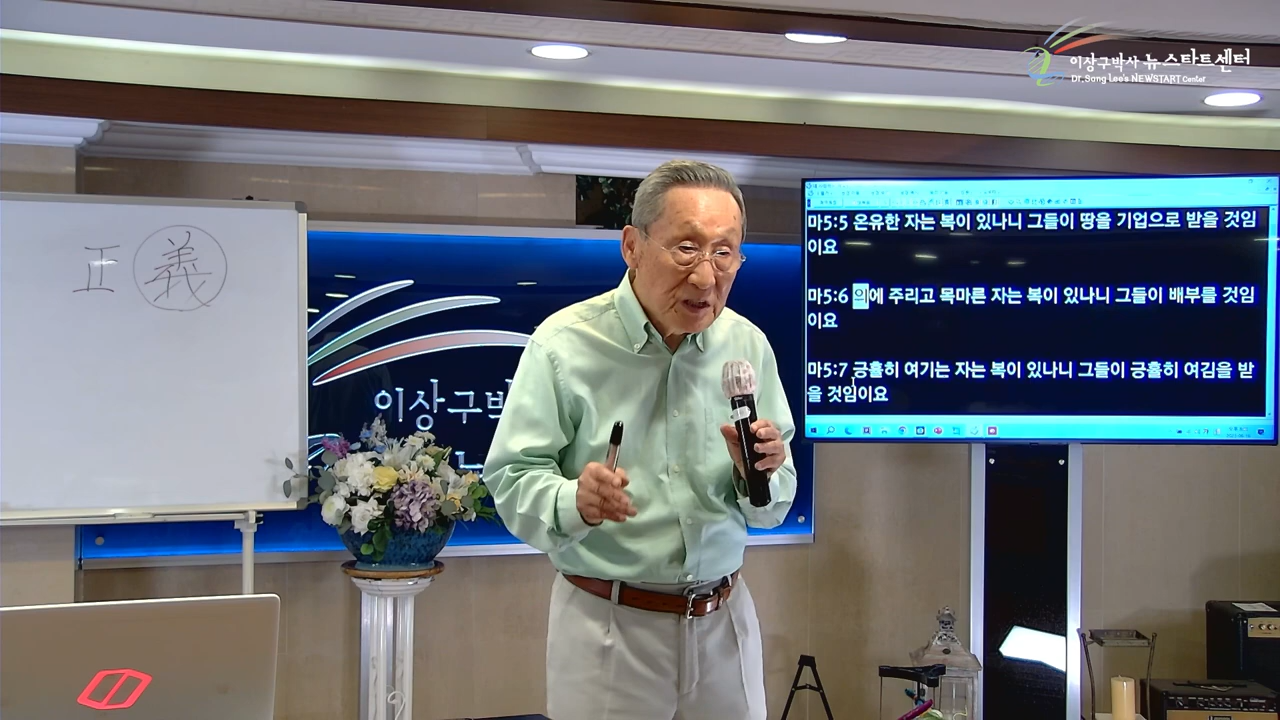 이상구박사 뉴스타트센터
Dr. Sang Lee's NEWSTART Center
正義
이상구박
마5:5 온유한 자는 복이 있나니 그들이 땅을 기업으로 받을 것임
이요
마5:6 의에 주리고 목마른 자는 복이 있나니 그들이 배부를 것임
이요
마5:7 긍휼히 여기는 자는 복이 있나니 그들이 긍휼히 여김을 받
을 것임이요